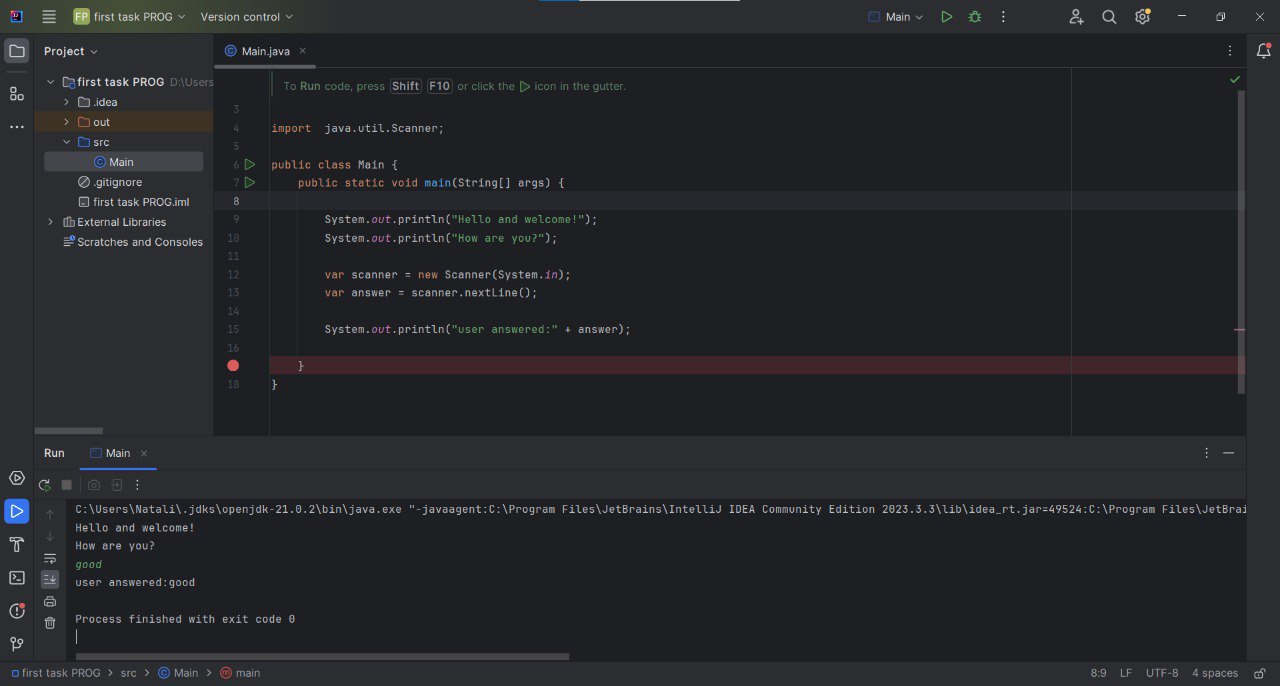 FP first task PROG Version control Main
Project
Main.java
first task PROG D:\Users
.idea
out
src
Main
.gitignore
first task PROG.iml
External Libraries
Scratches and Consoles
To Run code, press Shift F10 or click the icon in the gutter.
3
4 import  java.util.Scanner;
5
6 public class Main {
7 public static void main(String[] args) {
8
9 System.out.println("Hello and welcome!");
10 System.out.println("How are you?");
11
12 var scanner = new Scanner(System.in);
13 var answer = scanner.nextLine();
14
15 System.out.println("user answered:" + answer);
16
}
18 }
Run Main
C:\Users\Natali\.jdks\openjdk-21.0.2\bin\java.exe "-javaagent:C:\Program Files\JetBrains\IntelliJ IDEA Community Edition 2023.3.3\lib\idea_rt.jar=49524:C:\Program Files\JetBrai
Hello and welcome!
How are you?
good
user answered:good
Process finished with exit code 0
first task PROG > src > Main > main 8:9 LF UTF-8 4 spaces